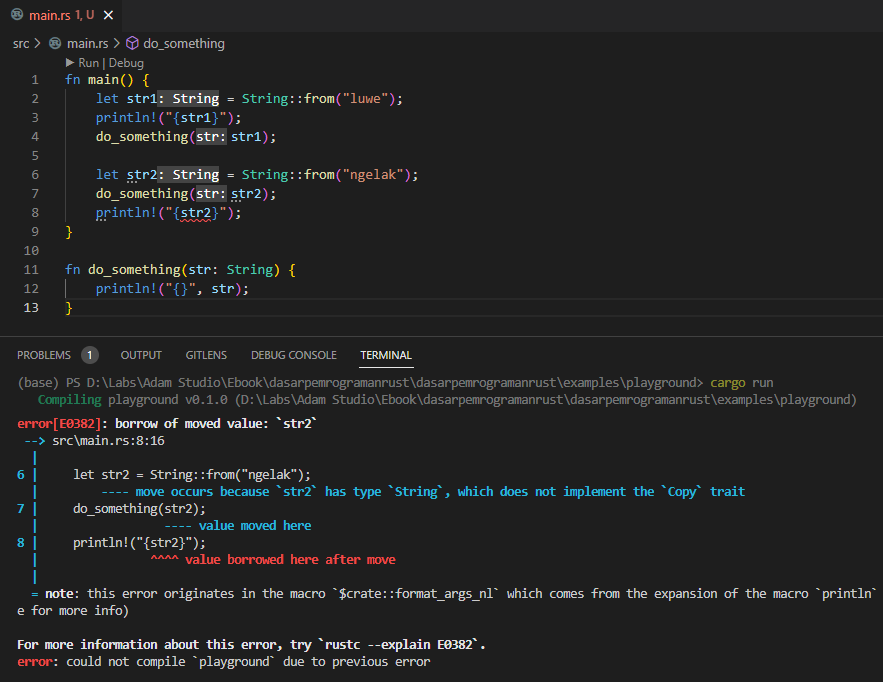 main.rs 1, U
src > main.rs > do_something
Run | Debug
1 fn main() {
2 let str1: String = String::from("luwe");
3 println!("{str1}");
4 do_something(str: str1);
5
6 let str2: String = String::from("ngelak");
7 do_something(str: str2);
8 println!("{str2}");
9 }
10
11 fn do_something(str: String) {
12 println!("{}", str);
13 }
PROBLEMS 1 OUTPUT GITLENS DEBUG CONSOLE TERMINAL
(base) PS D:\Labs\Adam Studio\Ebook\dasarpemrogramanrust\dasarpemrogramanrust\examples\playground> cargo run
Compiling playground v0.1.0 (D:\Labs\Adam Studio\Ebook\dasarpemrogramanrust\dasarpemrogramanrust\examples\playground)
error[E0382]: borrow of moved value: `str2`
--> src\main.rs:8:16
|
6 | let str2 = String::from("ngelak");
| ---- move occurs because `str2` has type `String`, which does not implement the `Copy` trait
7 | do_something(str2);
| ---- value moved here
8 | println!("{str2}");
| ^^^^ value borrowed here after move
|
= note: this error originates in the macro `$crate::format_args_nl` which comes from the expansion of the macro `println`
e for more info)
For more information about this error, try `rustc --explain E0382`.
error: could not compile `playground` due to previous error